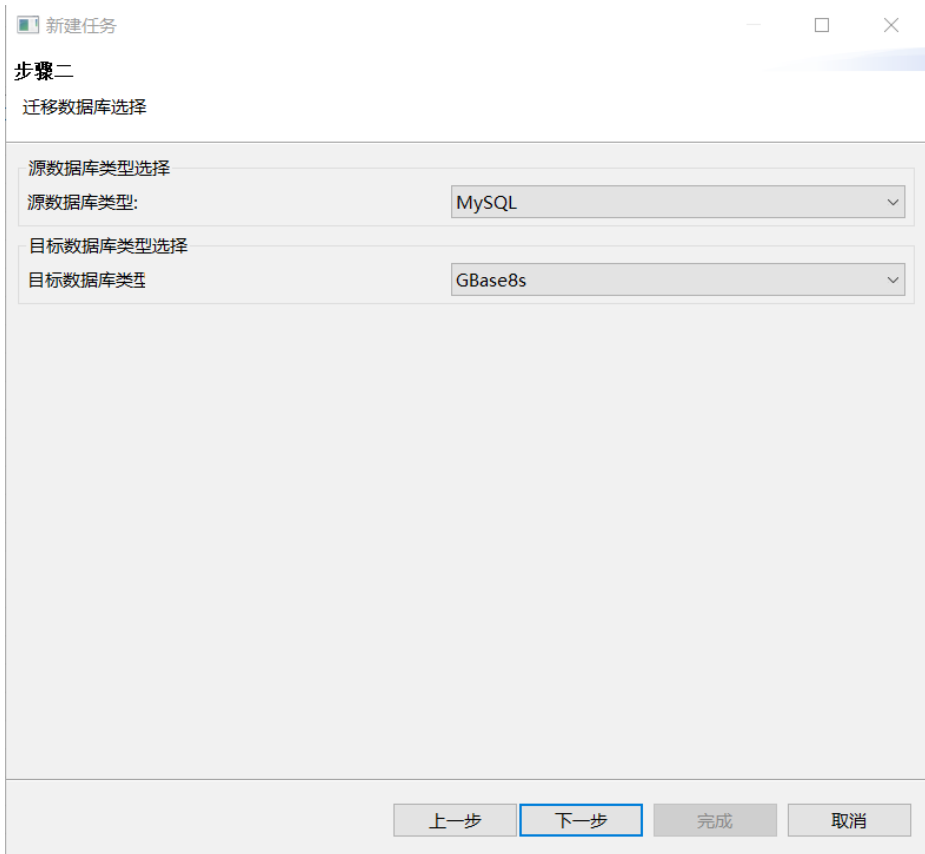 新建任务
步骤二
迁移数据库选择
源数据库类型选择
源数据库类型: MySQL
目标数据库类型选择
目标数据库类型 GBase8s
上一步 下一步 完成 取消